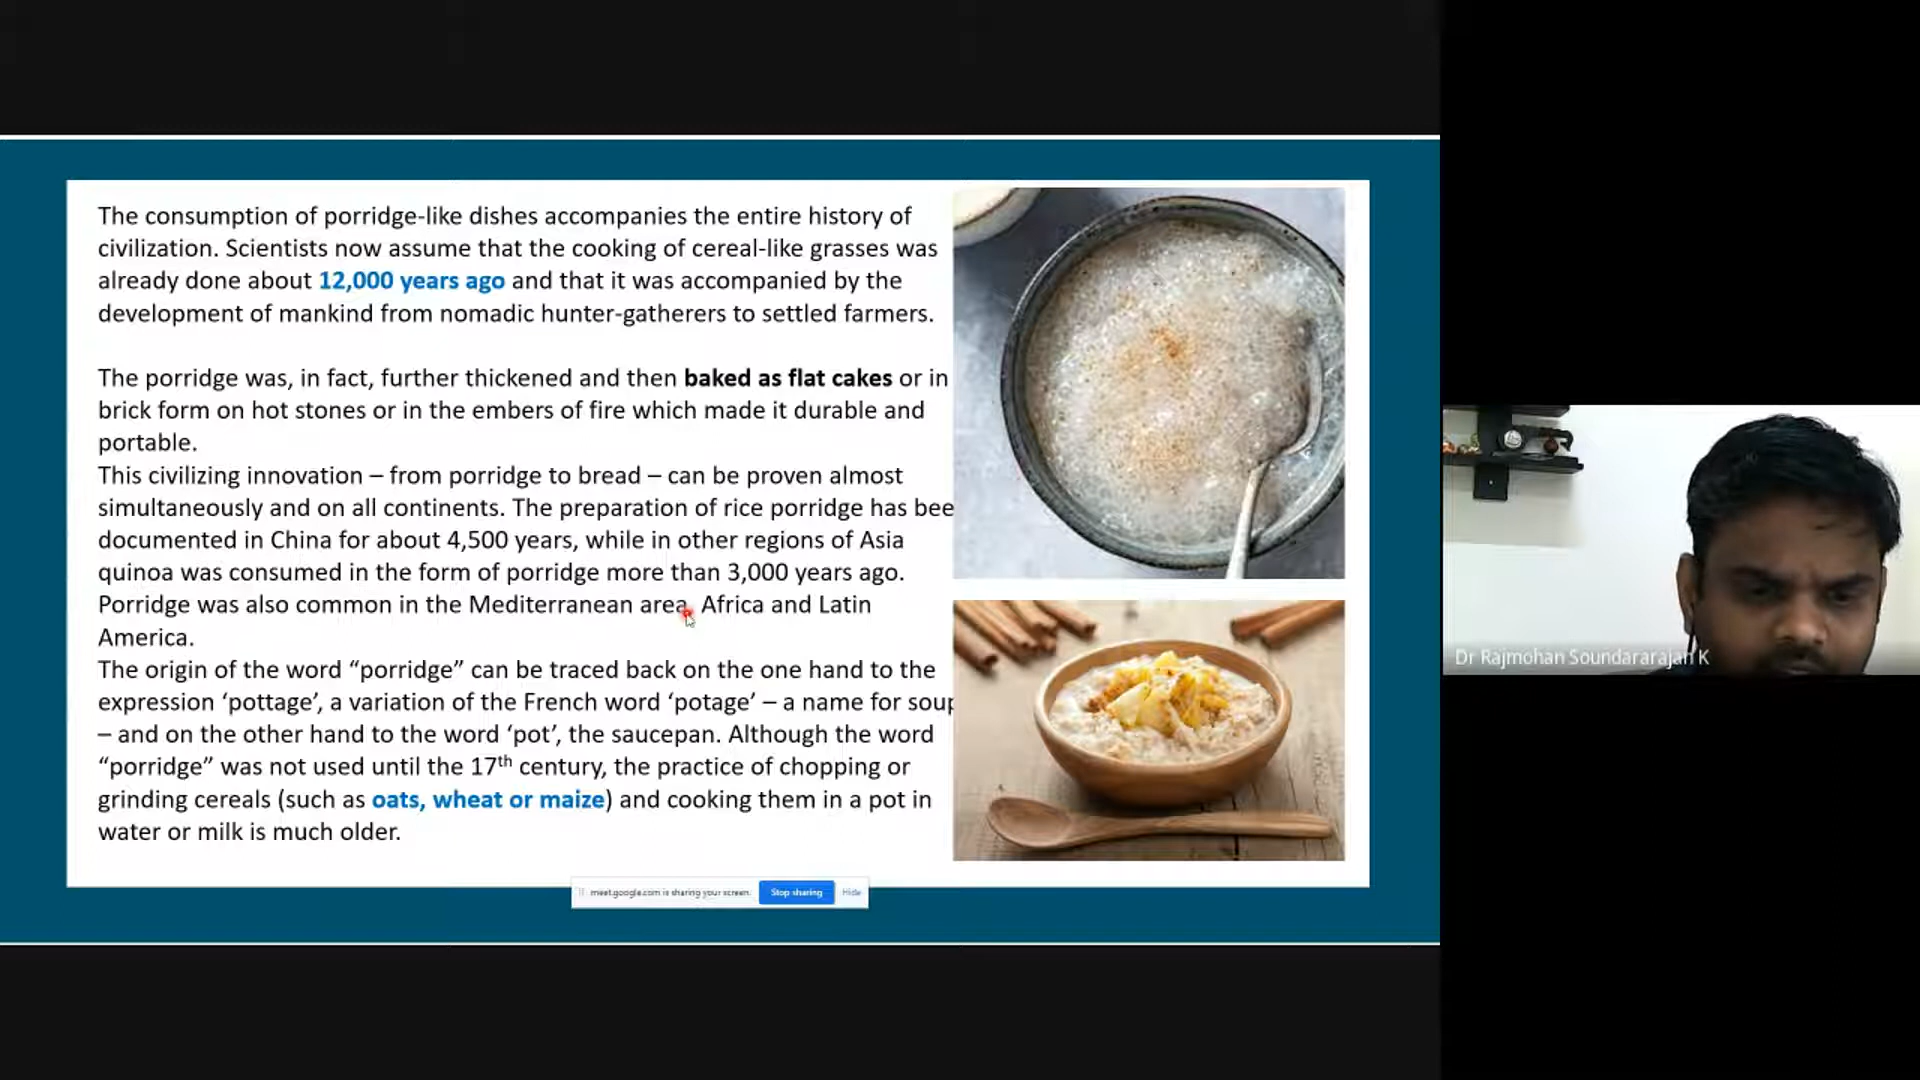 The consumption of porridge-like dishes accompanies the entire history of
civilization. Scientists now assume that the cooking of cereal-like grasses was
already done about 12,000 years ago and that it was accompanied by the
development of mankind from nomadic hunter-gatherers to settled farmers.
The porridge was, in fact, further thickened and then baked as flat cakes or in
brick form on hot stones or in the embers of fire which made it durable and
portable.
This civilizing innovation – from porridge to bread – can be proven almost
simultaneously and on all continents. The preparation of rice porridge has bee
documented in China for about 4,500 years, while in other regions of Asia
quinoa was consumed in the form of porridge more than 3,000 years ago.
Porridge was also common in the Mediterranean area, Africa and Latin
America.
The origin of the word “porridge” can be traced back on the one hand to the
expression ‘pottage’, a variation of the French word ‘potage’ – a name for soup
– and on the other hand to the word ‘pot’, the saucepan. Although the word
“porridge” was not used until the 17th century, the practice of chopping or
grinding cereals (such as oats, wheat or maize) and cooking them in a pot in
water or milk is much older.
meet.google.com is sharing your screen. Stop sharing Hide
Dr Rajmohan Soundararajan K